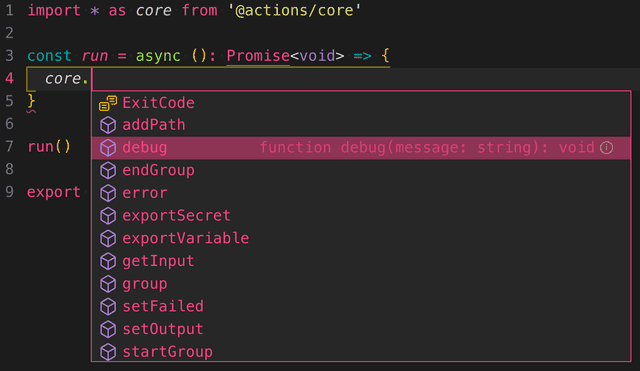 1 import * as core from '@actions/core'
2
3 const run = async (): Promise<void> => {
4 core.
ExitCode
5 }
addPath
6
7 run()
debug function debug(message: string): void
8
endGroup
9 export
error
exportSecret
exportVariable
getInput
group
setFailed
setOutput
startGroup